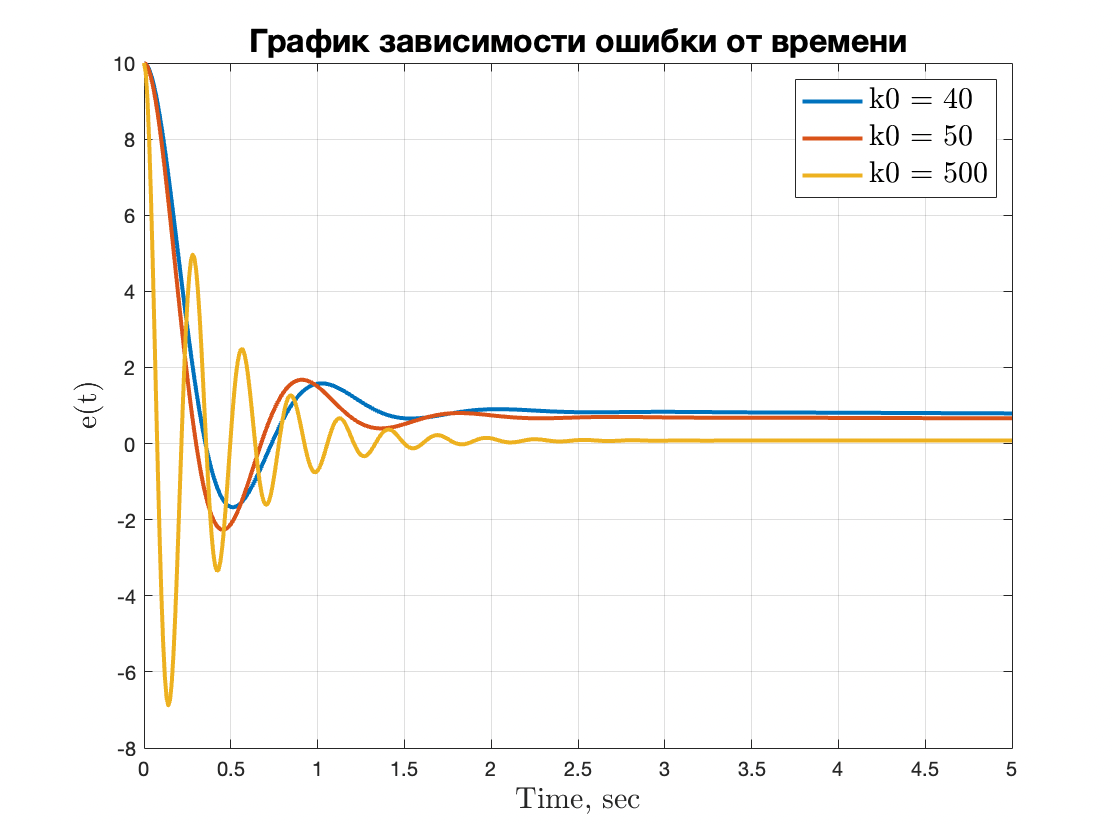 График зависимости ошибки от времени
10
8
6
4
2
0
-2
-4
-6
-8
e(t)
k0 = 40
k0 = 50
k0 = 500
0 0.5 1 1.5 2 2.5 3 3.5 4 4.5 5
Time, sec